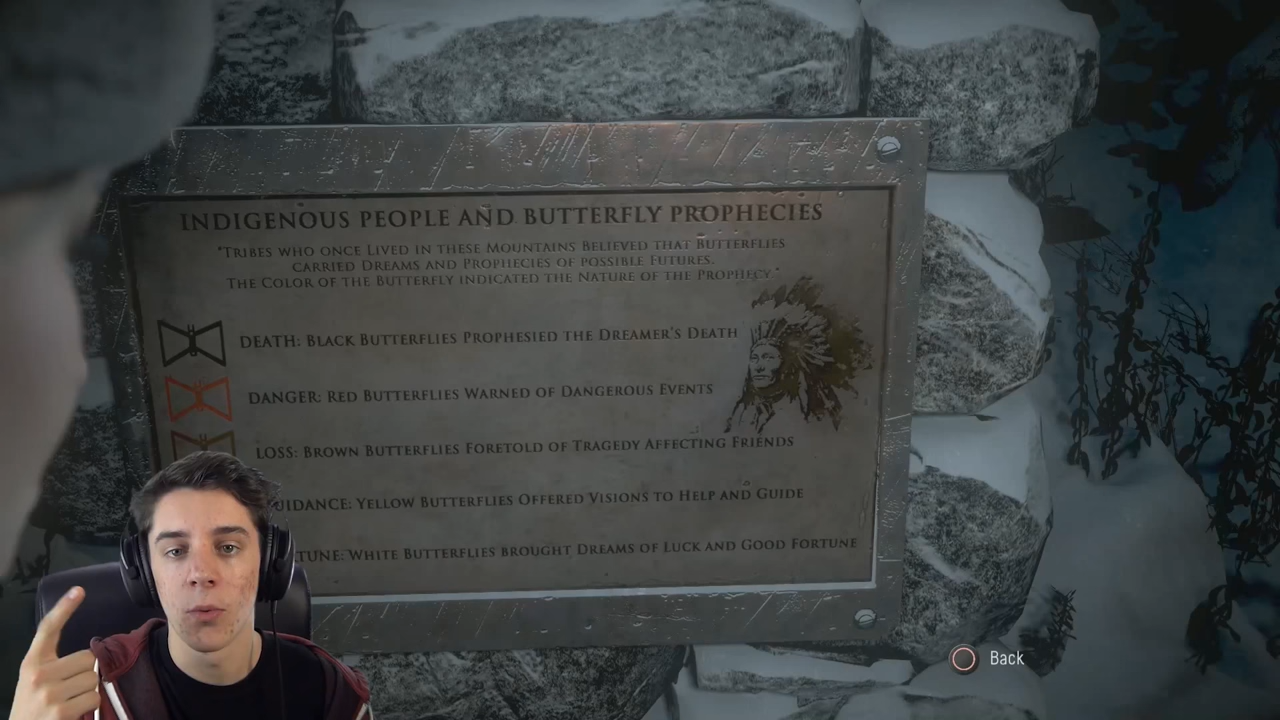 INDIGENOUS PEOPLE AND BUTTERFLY PROPHECIES
"TRIBES WHO ONCE LIVED IN THESE MOUNTAINS BELIEVED THAT BUTTERFLIES
CARRIED DREAMS AND PROPHECIES OF POSSIBLE FUTURES.
THE COLOR OF THE BUTTERFLY INDICATED THE NATURE OF THE PROPHECY."
DEATH: BLACK BUTTERFLIES PROPHESIED THE DREAMER'S DEATH
DANGER: RED BUTTERFLIES WARNED OF DANGEROUS EVENTS
LOSS: BROWN BUTTERFLIES FORETOLD OF TRAGEDY AFFECTING FRIENDS
UIDANCE: YELLOW BUTTERFLIES OFFERED VISIONS TO HELP AND GUIDE
TUNE: WHITE BUTTERFLIES BROUGHT DREAMS OF LUCK AND GOOD FORTUNE
Back